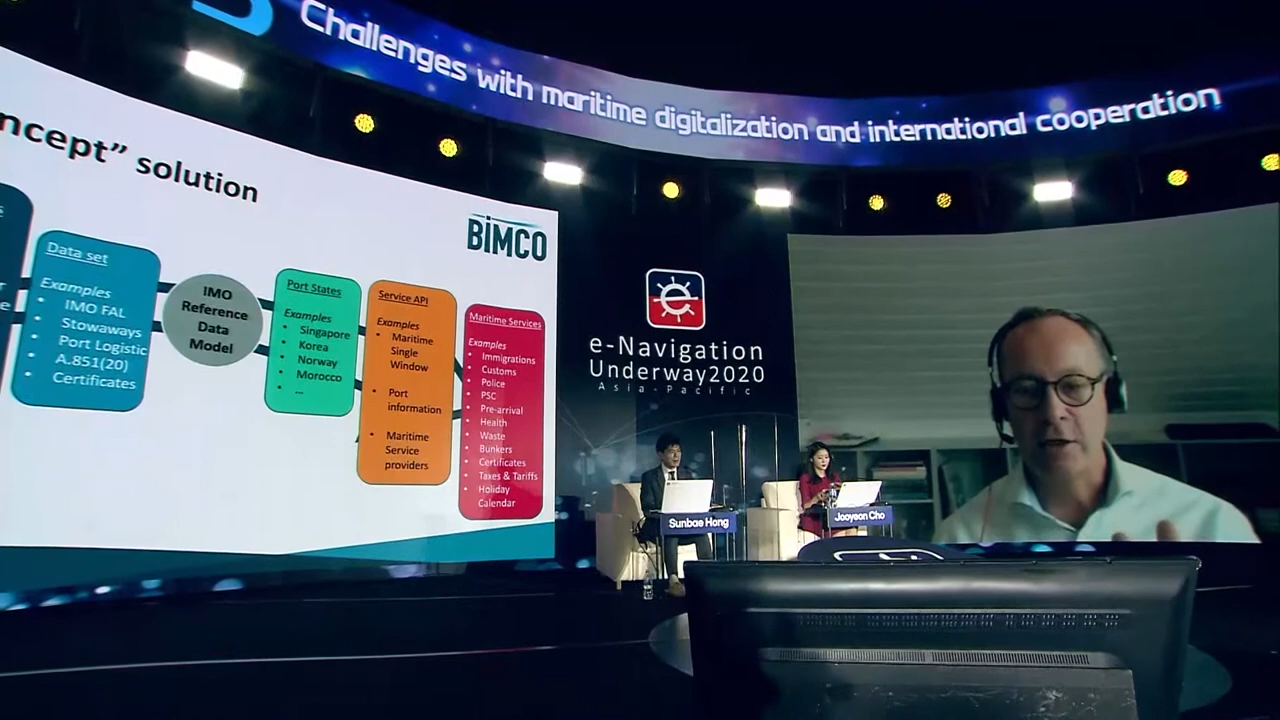 Challenges with maritime digitalization and international cooperation
ncept” solution
BIMCO
Data set
Examples
• IMO FAL
• Stowaways
• Port Logistic
• A.851(20)
• Certificates
IMO
Reference
Data
Model
Port States
Examples
• Singapore
• Korea
• Norway
• Morocco
...
Service API
Examples
• Maritime
Single
Window
• Port
information
• Maritime
Service
providers
Maritime Services
Examples
• Immigrations
• Customs
• Police
• PSC
• Pre-arrival
• Health
• Waste
• Bunkers
• Certificates
• Taxes & Tariffs
• Holiday
Calendar
e
e-Navigation
Underway2020
Asia-Pacific
Sunbae Hong
Jooyeon Cho